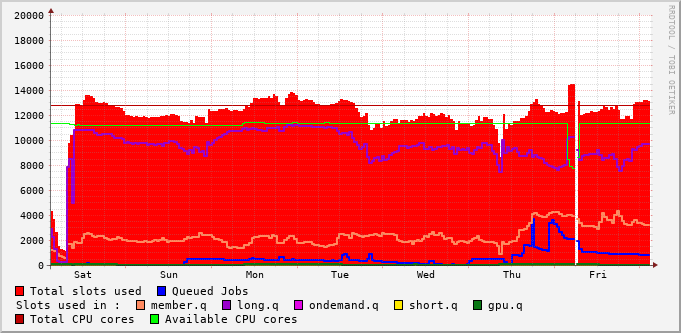 20000
18000
16000
14000
12000
10000
8000
6000
4000
2000
0
Sat Sun Mon Tue Wed Thu Fri
RRDTOOL / TOBI OETIKER
Total slots used Queued Jobs
Slots used in : member.q long.q ondemand.q short.q gpu.q
Total CPU cores Available CPU cores